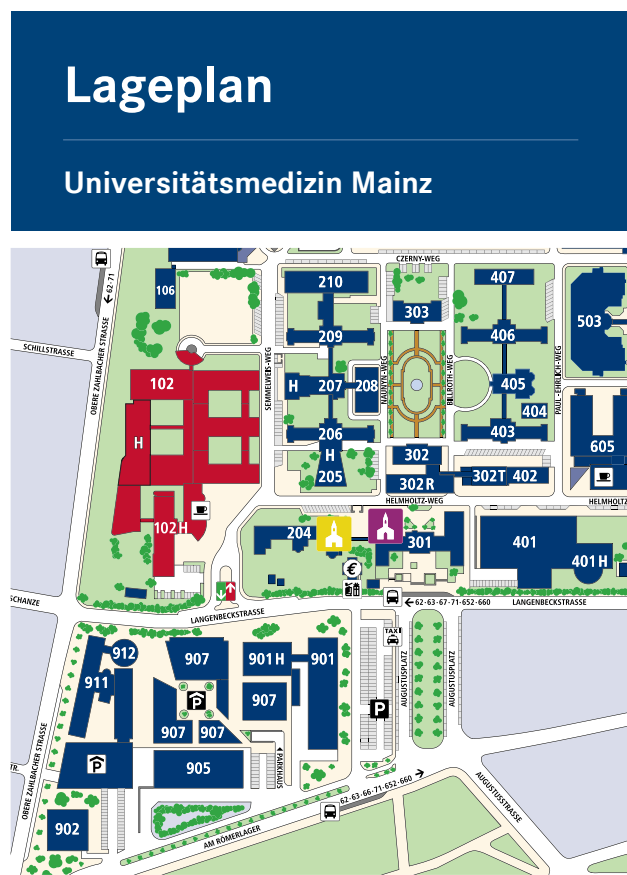 Lageplan
Universitätsmedizin Mainz
CZERNY-WEG
62·71
106
210
303
407
503
209
406
SCHILLSTRASSE
OBERE ZAHLBACHER STRASSE
SEMMELWEIS-WEG
NAUNYN-WEG
BILLROTH-WEG
PAUL-EHRLICH-WEG
102
H
207
208
405
404
206
403
H
H
205
302
605
302 R
302T
402
HELMHOLTZ-WEG
HELMHOLTZ
102 H
204
301
401
401 H
€
SCHANZE
62·63·67·71·652·660
LANGENBECKSTRASSE
LANGENBECKSTRASSE
TAXI
912
907
901 H
901
911
907
AUGUSTUSPLATZ
AUGUSTUSPLATZ
P
P
907
907
P
905
PARKHAUS
TR.
OBERE ZAHLBACHER STRASSE
62·63·66·71·652·660
AUGUSTUSSTRASSE
902
AM RÖMERLAGER